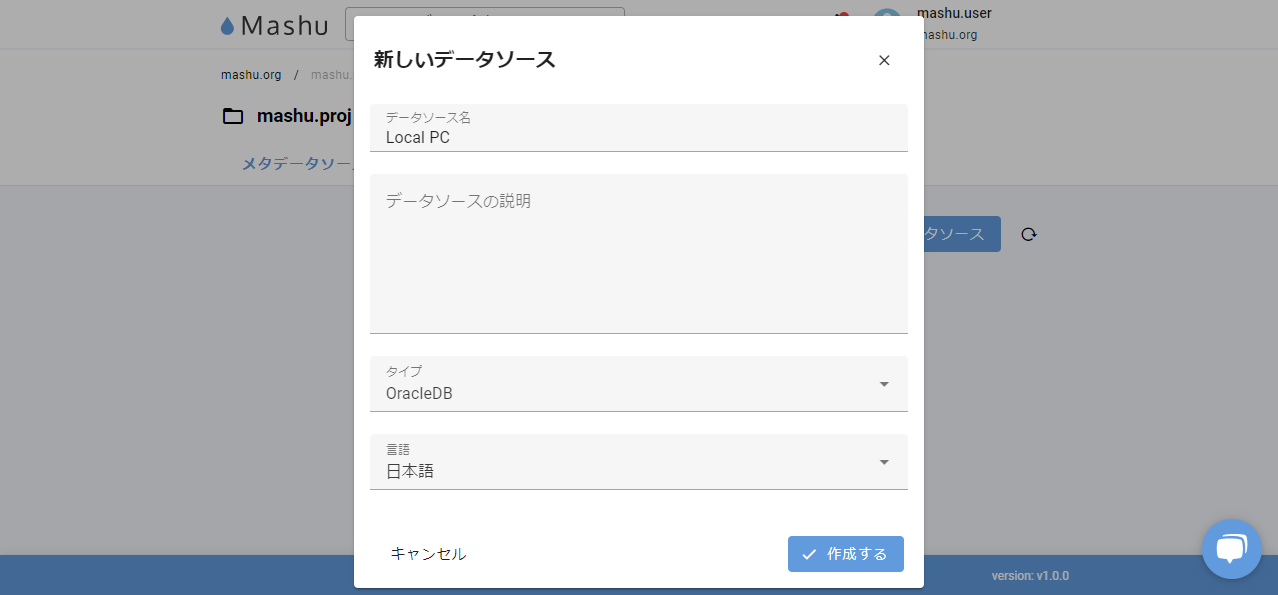 Mashu
mashu.user
mashu.org
mashu.org / mashu.
mashu.proj
メタデータソー
タソース
新しいデータソース
データソース名
Local PC
データソースの説明
タイプ
OracleDB
言語
日本語
キャンセル
作成する
version: v1.0.0